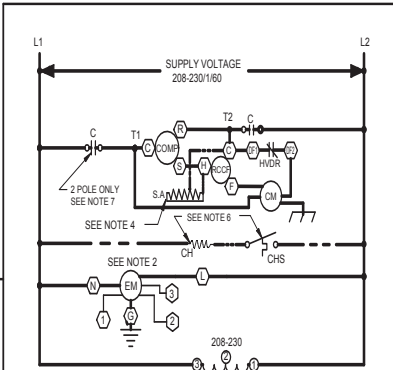 L1 L2
SUPPLY VOLTAGE
208-230/1/60
C T1 T2 C
R
C COMP C DF1 DF2
HVDR
S H RCCF
2 POLE ONLY
SEE NOTE 7
S.A F CM
SEE NOTE 4
SEE NOTE 6
CH CHS
SEE NOTE 2
L
N EM 3
1 G 2
208-230
3 2 1